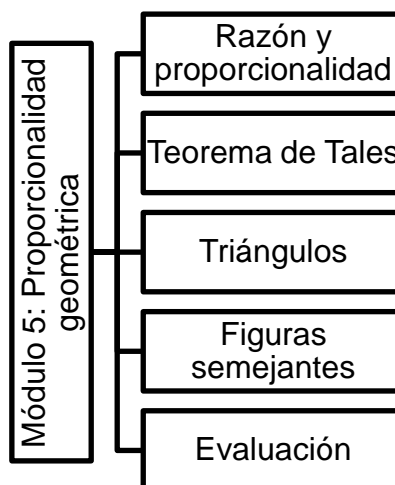 Módulo 5: Proporcionalidad
geométrica
Razón y
proporcionalidad
Teorema de Tales
Triángulos
Figuras
semejantes
Evaluación